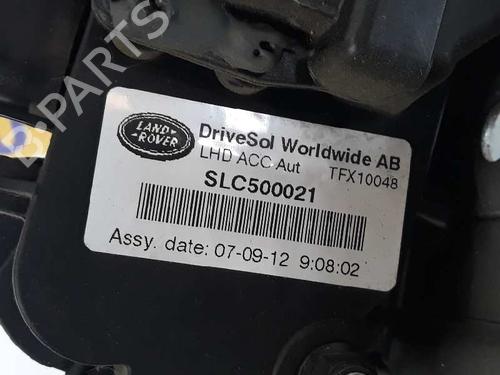 LAND
ROVER
DriveSol Worldwide AB
LHD ACC Aut TFX10048
SLC500021
Assy. date: 07-09-12 9:08:02
B-PARTS